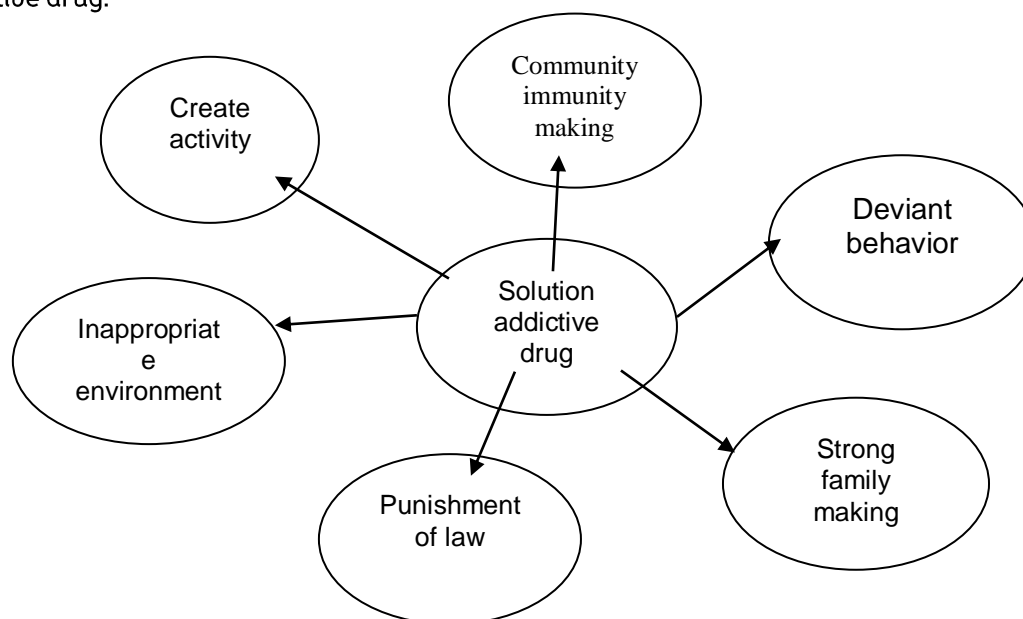 drug.
Community
immunity
making
Create
activity
Deviant
behavior
Solution
addictive
drug
Inappropriat
e
environment
Strong
family
making
Punishment
of law